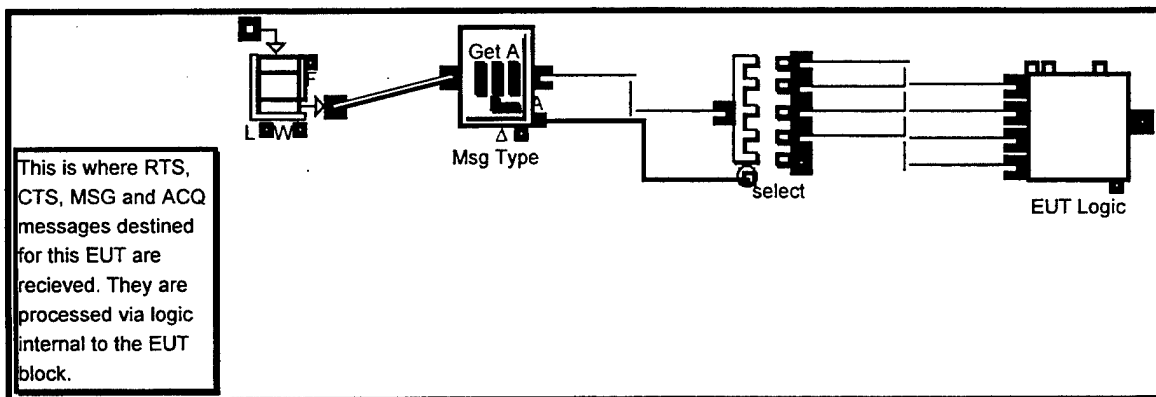 Get A
F
A
L W
Δ
Msg Type
select
EUT Logic
This is where RTS,
CTS, MSG and ACQ
messages destined
for this EUT are
recieved. They are
processed via logic
internal to the EUT
block.